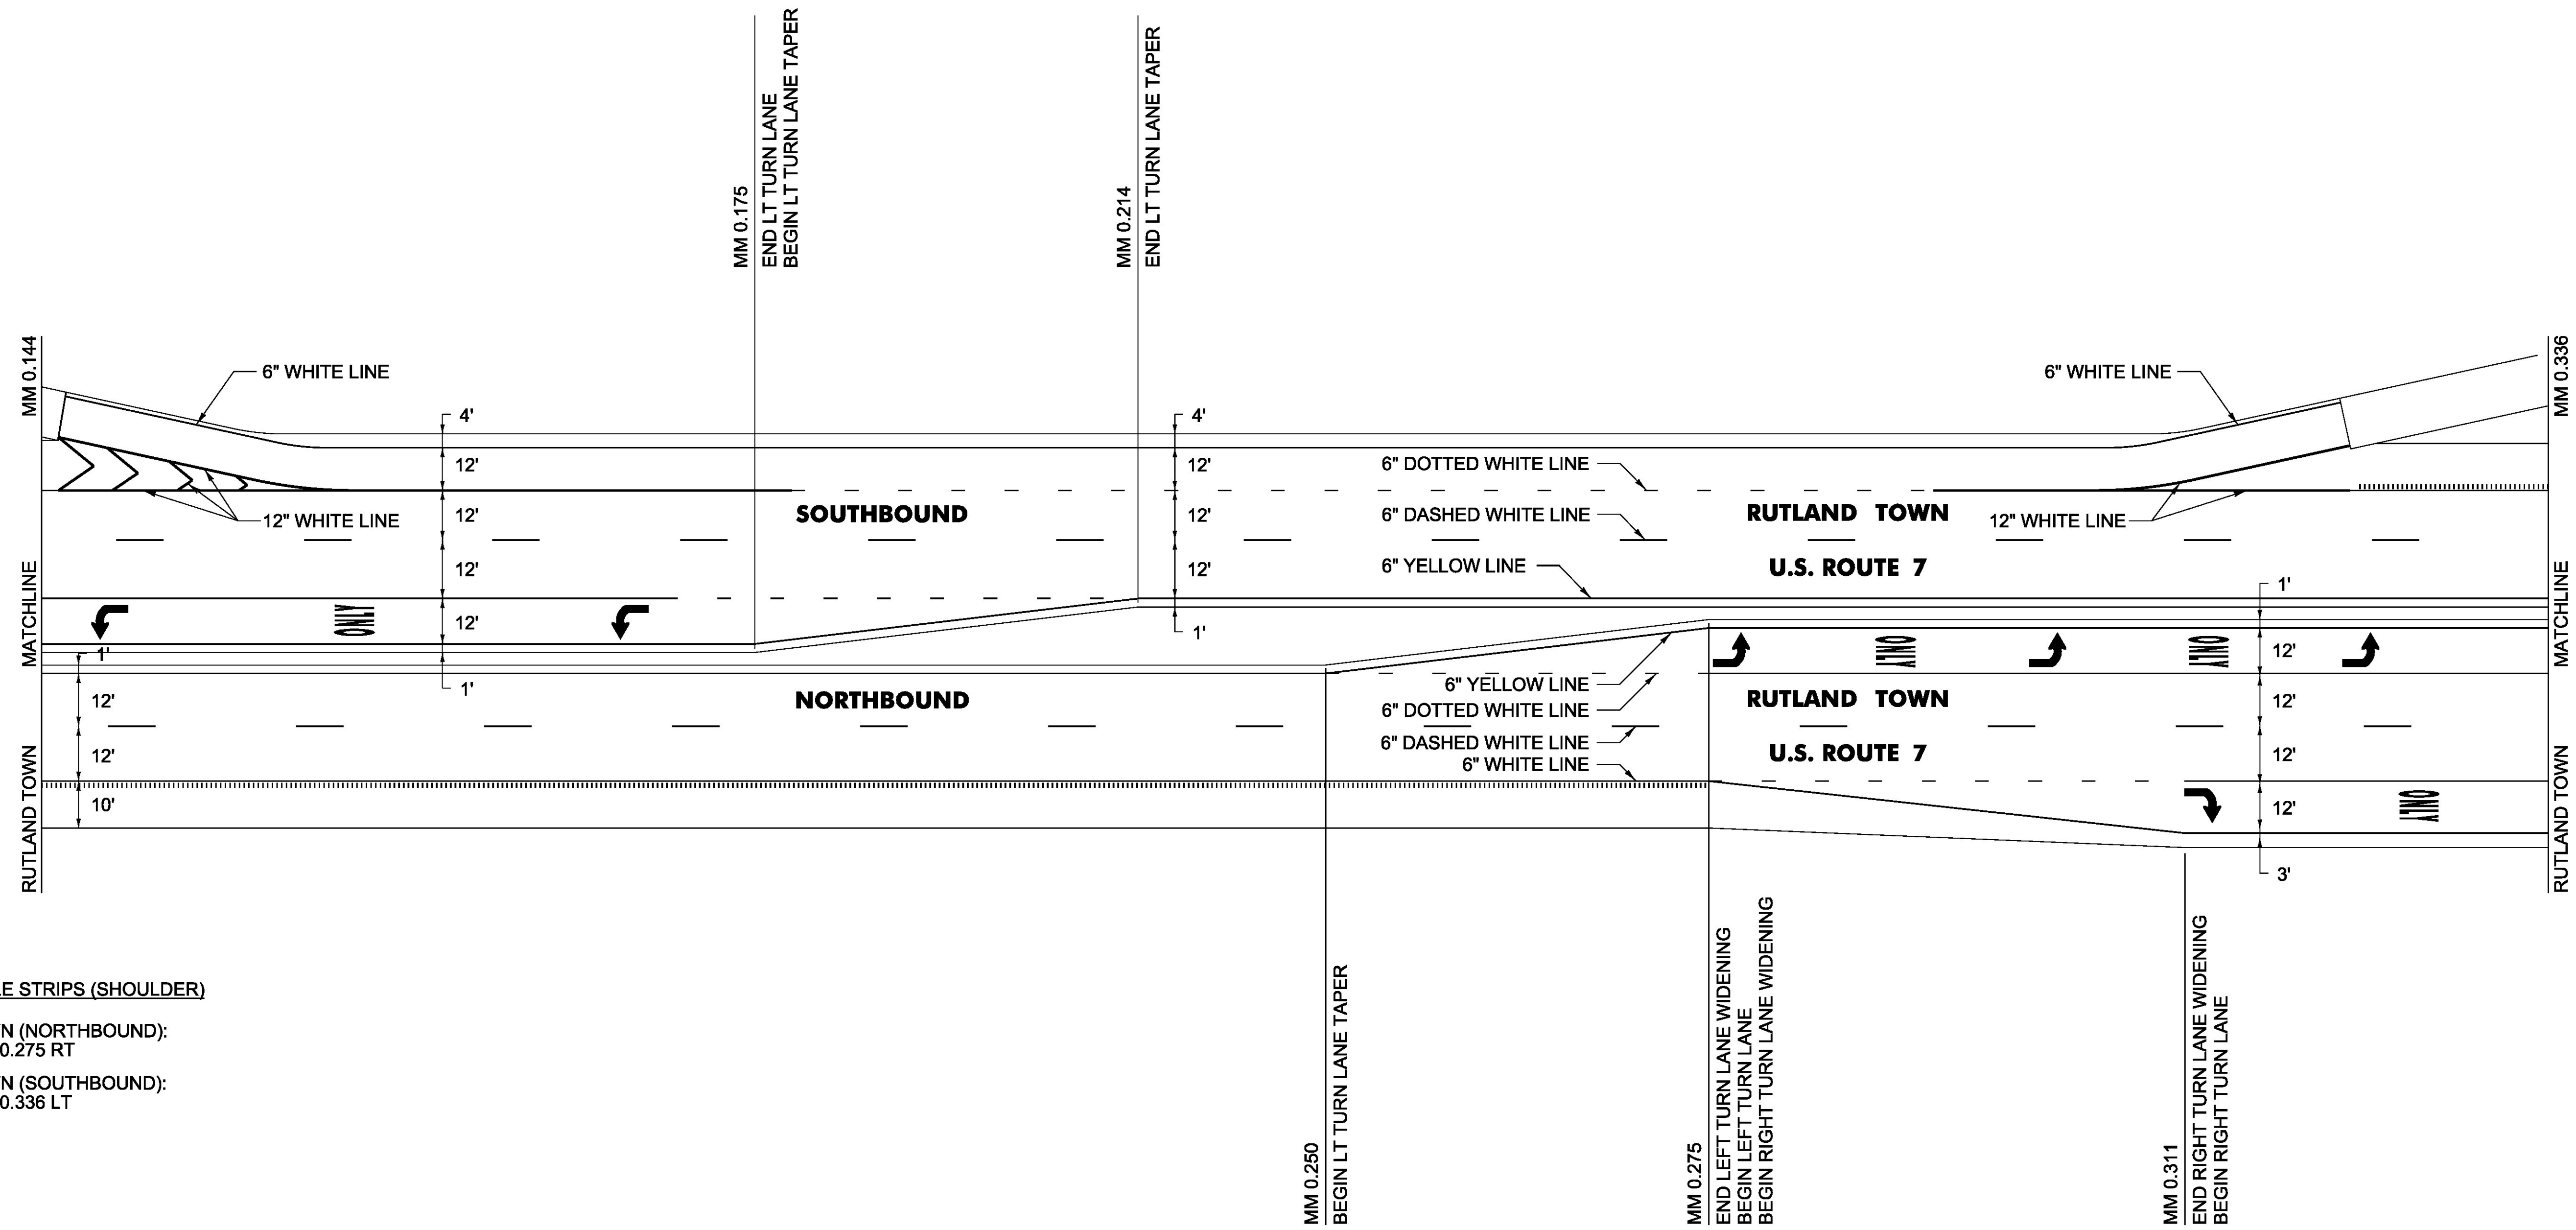 MM 0.175
END LT TURN LANE
BEGIN LT TURN LANE TAPER
MM 0.214
END LT TURN LANE TAPER
MM 0.144
MATCHLINE
RUTLAND TOWN
6" WHITE LINE
12" WHITE LINE
4'
12'
12'
12'
12'
1'
1'
12'
12'
10'
ONLY
SOUTHBOUND
NORTHBOUND
4'
12'
12'
12'
1'
6" DOTTED WHITE LINE
6" DASHED WHITE LINE
6" YELLOW LINE
RUTLAND TOWN
U.S. ROUTE 7
6" WHITE LINE
12" WHITE LINE
6" YELLOW LINE
6" DOTTED WHITE LINE
6" DASHED WHITE LINE
6" WHITE LINE
ONLY
ONLY
RUTLAND TOWN
U.S. ROUTE 7
1'
12'
12'
12'
12'
3'
ONLY
MM 0.336
MATCHLINE
RUTLAND TOWN
MM 0.250
BEGIN LT TURN LANE TAPER
MM 0.275
END LEFT TURN LANE WIDENING
BEGIN LEFT TURN LANE
BEGIN RIGHT TURN LANE WIDENING
MM 0.311
END RIGHT TURN LANE WIDENING
BEGIN RIGHT TURN LANE
STRIPS (SHOULDER)
(NORTHBOUND):
0.275 RT
(SOUTHBOUND):
0.336 LT